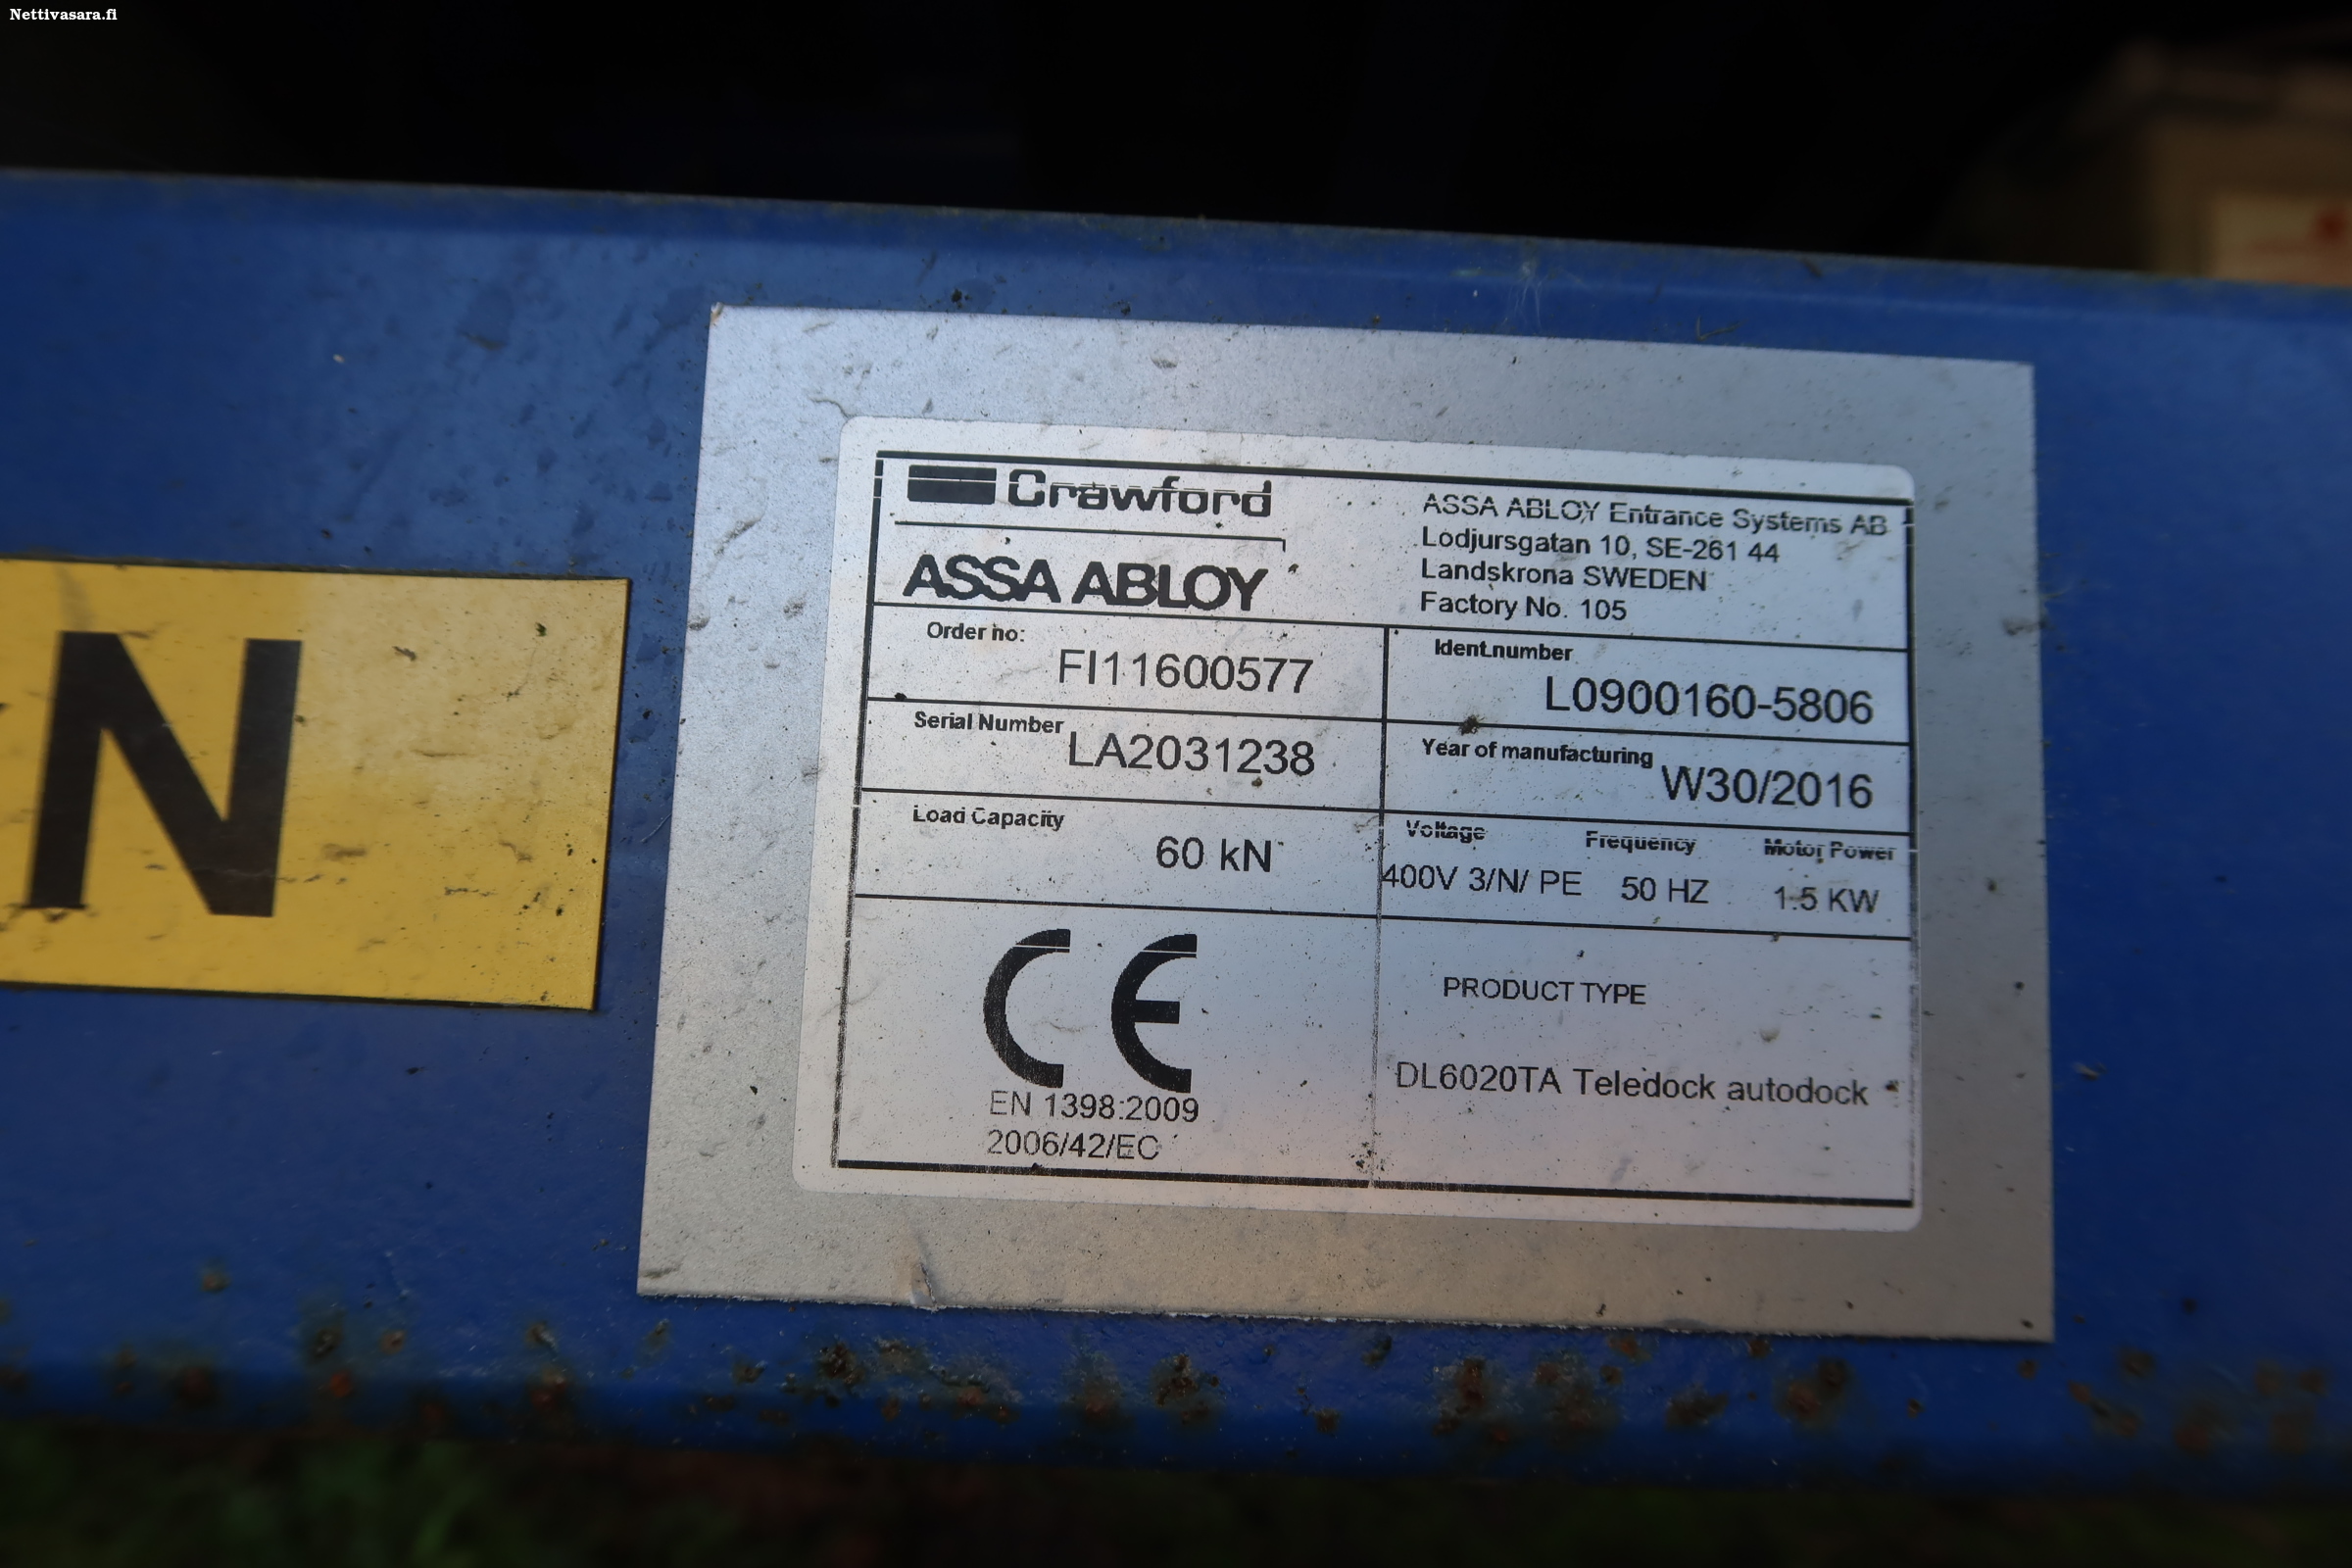 Nettivasara.fi
N
Crawford
ASSA ABLOY
ASSA ABLOY Entrance Systems AB
Lodjursgatan 10, SE-261 44
Landskrona SWEDEN
Factory No. 105
Order no:
FI11600577
Ident.number
L0900160-5806
Serial Number
LA2031238
Year of manufacturing
W30/2016
Load Capacity
60 kN
Voltage Frequency Motor Power
400V 3/N/ PE 50 HZ 1.5 KW
CE
EN 1398:2009
2006/42/EC
PRODUCT TYPE
DL6020TA Teledock autodock